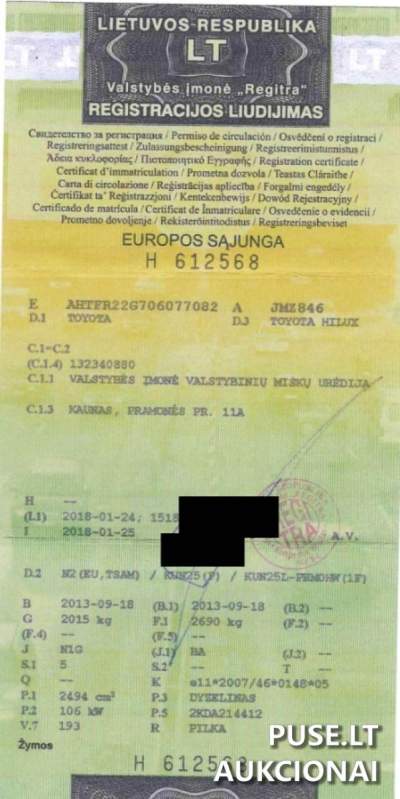 LIETUVOS RESPUBLIKA
LT
Valstybės įmonė „Regitra”
REGISTRACIJOS LIUDIJIMAS
Свидетелство за регистрация / Permiso de circulación / Osvědčení o registraci /
Registreringsattest / Zulassungsbescheinigung / Registreerimistunnistus /
Άδεια κυκλοφορίας / Πιστοποιητικό Εγγραφής / Registration certificate /
Certificat d'immatriculation / Prometna dozvola / Teastas Cláraithe /
Carta di circolazione / Reģistrācijas apliecība / Forgalmi engedély /
Ċertifikat ta' Reġistrazzjoni / Kentekenbewijs / Dowód Rejestracyjny /
Certificado de matrícula / Certificat de Înmatriculare / Osvedčenie o evidencii /
Prometno dovoljenje / Rekisteröintitodistus / Registreringsbeviset
EUROPOS SĄJUNGA
H 612568
E AHTFR22G706077082 A JMZ846
D.1 TOYOTA D.3 TOYOTA HILUX
C.1=C.2
(C.1.4) 132340880
C.1.1 VALSTYBĖS ĮMONĖ VALSTYBINIŲ MIŠKŲ URĖDIJA
C.1.3 KAUNAS, PRAMONĖS PR. 11A
H --
(I.1) 2018-01-24; 1518
I 2018-01-25 A.V.
D.2 N2(EU,TSAM) / KUN25(F) / KUN25L-PRMDHW(1F)
B 2013-09-18 (B.1) 2013-09-18 (B.2) --
G 2015 kg F.1 2690 kg (F.2) --
(F.4) -- (F.5) --
J N1G (J.1) BA (J.2) --
S.1 5 S.2 -- T --
Q -- K e11*2007/46*0148*05
P.1 2494 cm³ P.3 DYZELINAS
P.2 106 kW P.5 2KDA214412
V.7 193 R PILKA
Žymos
H 612568
PUSE.LT
AUKCIONAI